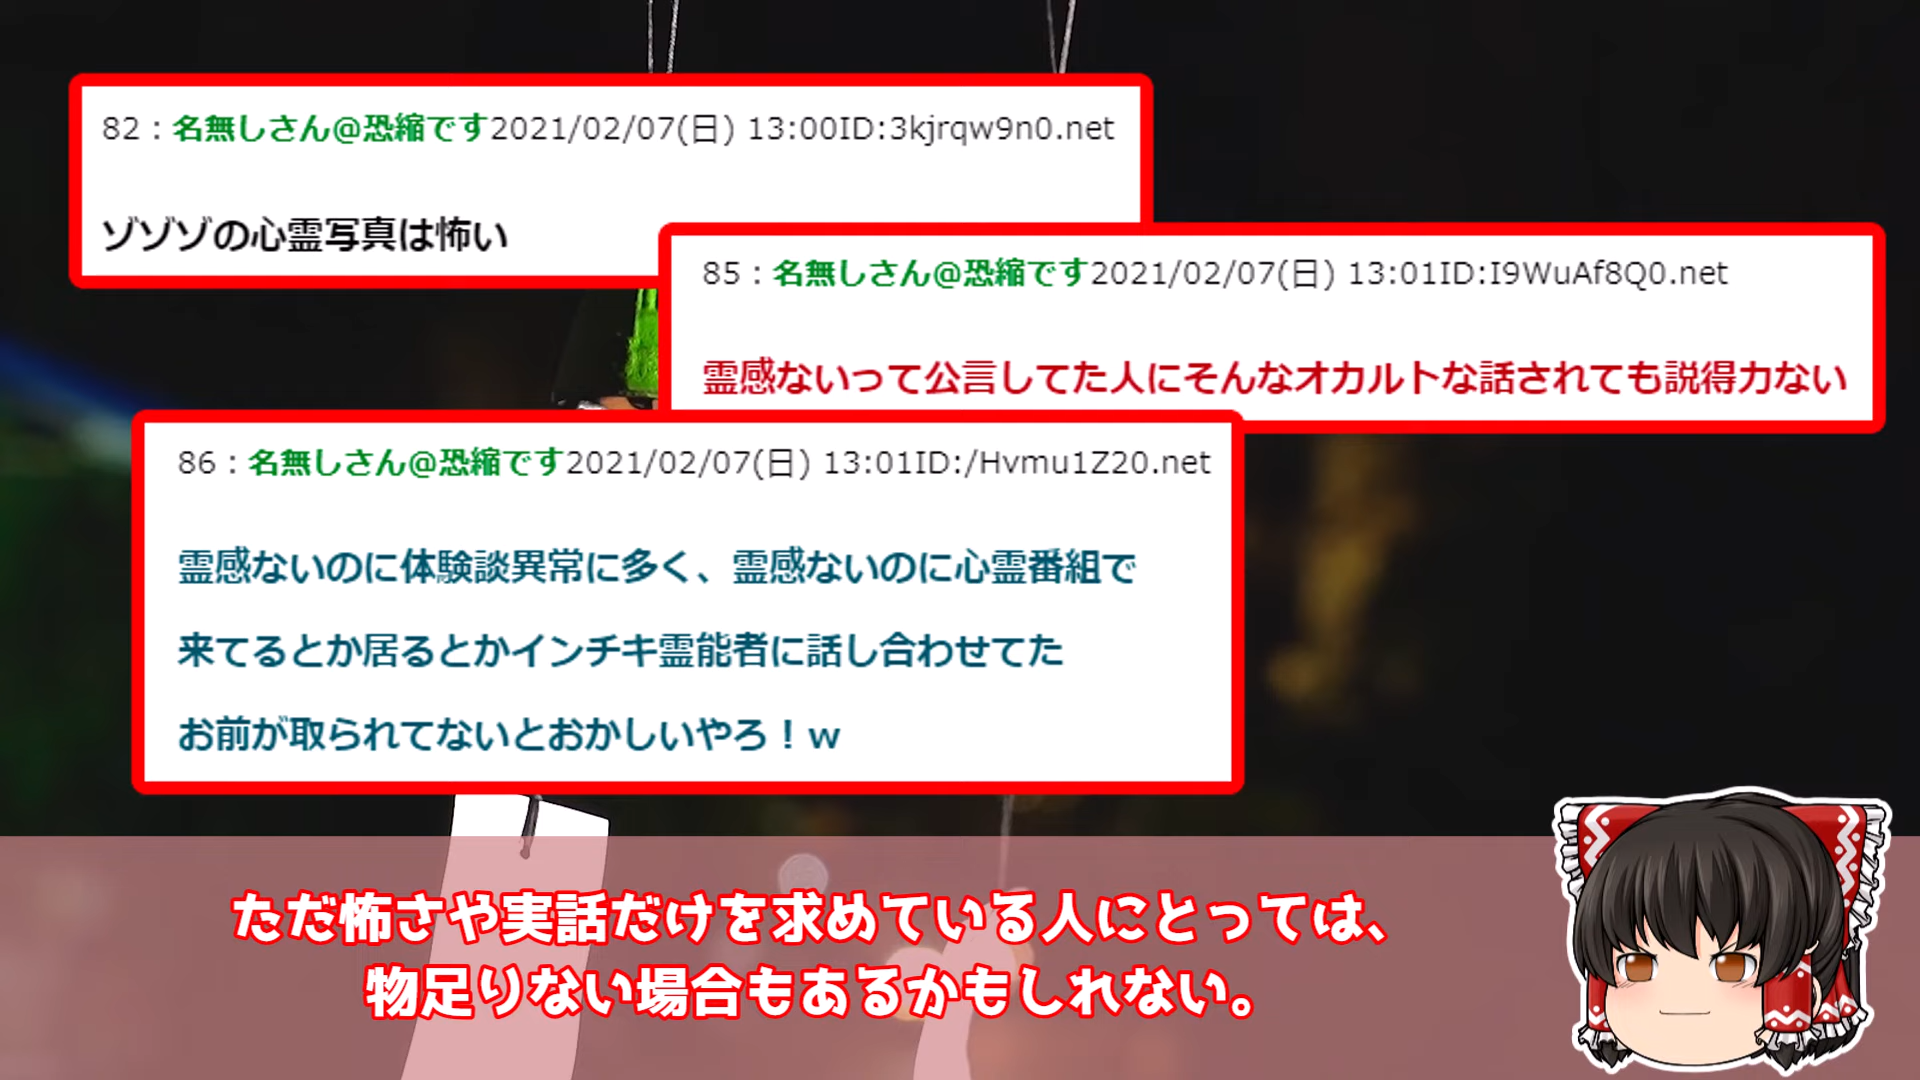 82：名無しさん@恐縮です2021/02/07(日) 13:00ID:3kjrqw9n0.net
ゾゾゾの心霊写真は怖い
85：名無しさん@恐縮です2021/02/07(日) 13:01ID:I9WuAf8Q0.net
霊感ないって公言してた人にそんなオカルトな話されても説得力ない
86：名無しさん@恐縮です2021/02/07(日) 13:01ID:/Hvmu1Z20.net
霊感ないのに体験談異常に多く、霊感ないのに心霊番組で
来てるとか居るとかインチキ霊能者に話し合わせてた
お前が取られてないとおかしいやろ！w
ただ怖さや実話だけを求めている人にとっては、
物足りない場合もあるかもしれない。